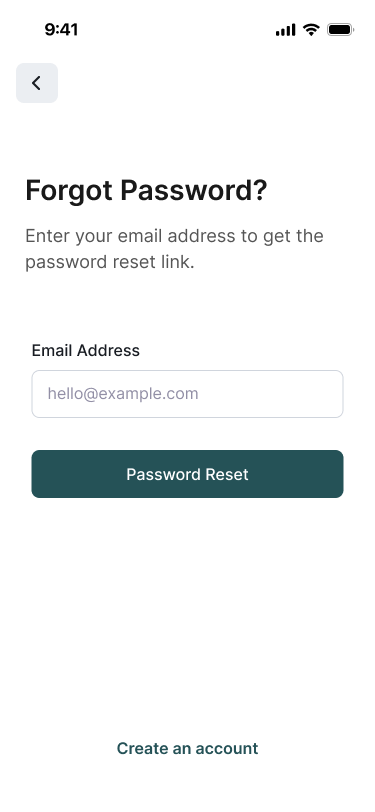 9:41
Forgot Password?
Enter your email address to get the
password reset link.
Email Address
hello@example.com
Password Reset
Create an account